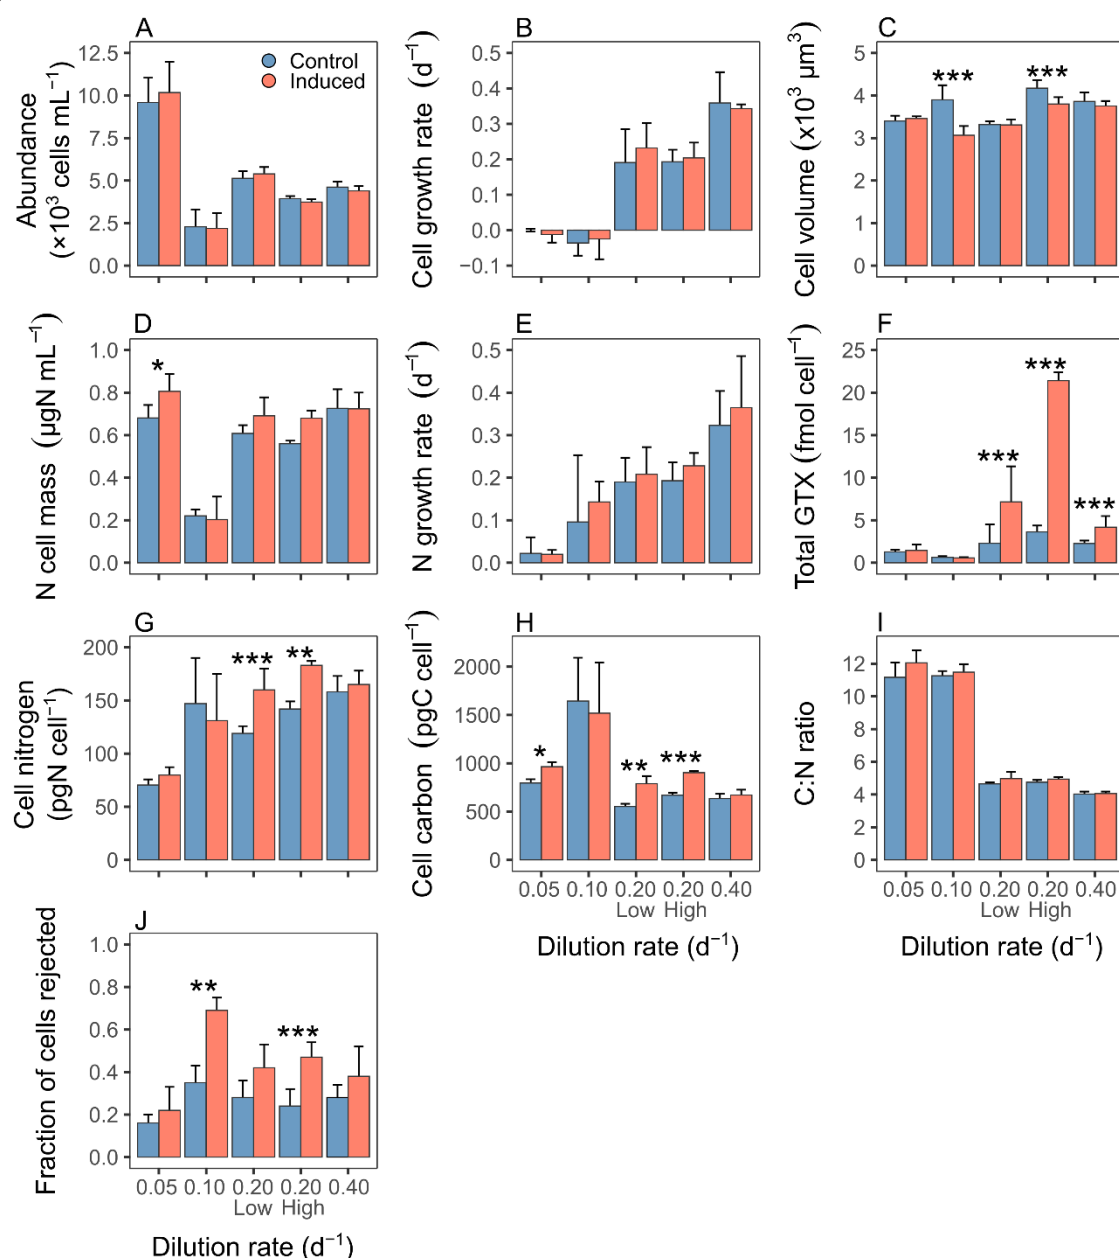 A
Abundance
(×10³ cells mL⁻¹)
12.5
10.0
7.5
5.0
2.5
0.0
Control
Induced
B
Cell growth rate (d⁻¹)
0.5
0.4
0.3
0.2
0.1
0.0
−0.1
C
Cell volume (x10³ µm³)
5
4
3
2
1
0
***
***
D
N cell mass (µgN mL⁻¹)
1.0
0.8
0.6
0.4
0.2
0.0
*
E
N growth rate (d⁻¹)
0.5
0.4
0.3
0.2
0.1
0.0
F
Total GTX (fmol cell⁻¹)
25
20
15
10
5
0
***
***
***
G
Cell nitrogen
(pgN cell⁻¹)
200
150
100
50
0
***
**
H
Cell carbon (pgC cell⁻¹)
2000
1500
1000
500
0
*
**
***
0.05 0.10 0.20 0.20 0.40
Low High
Dilution rate (d⁻¹)
I
C:N ratio
12
10
8
6
4
2
0
0.05 0.10 0.20 0.20 0.40
Low High
Dilution rate (d⁻¹)
J
Fraction of cells rejected
1.0
0.8
0.6
0.4
0.2
0.0
**
***
0.05 0.10 0.20 0.20 0.40
Low High
Dilution rate (d⁻¹)